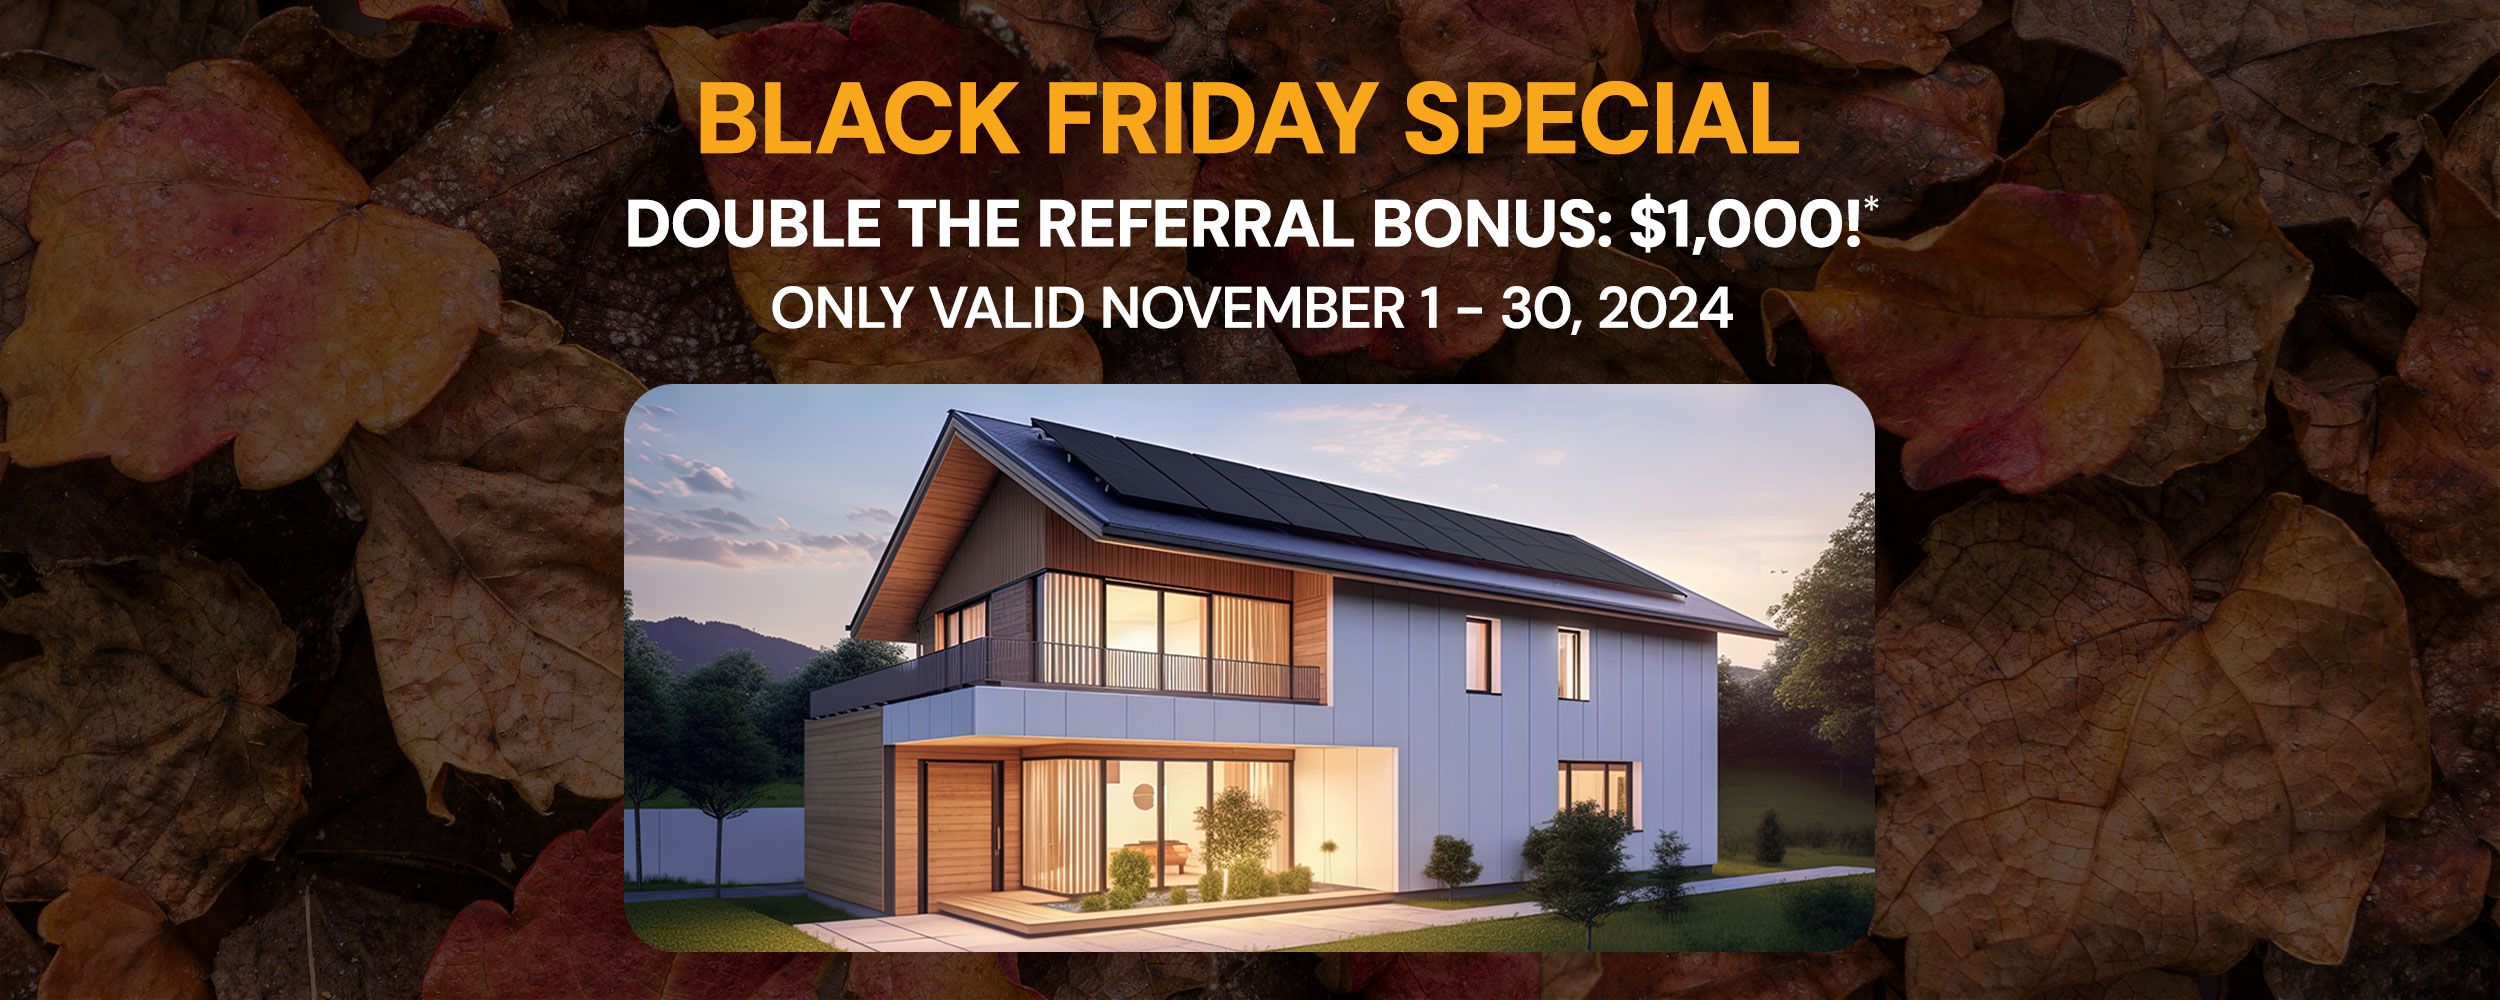 BLACK FRIDAY SPECIAL
DOUBLE THE REFERRAL BONUS: $1,000!*
ONLY VALID NOVEMBER 1 – 30, 2024